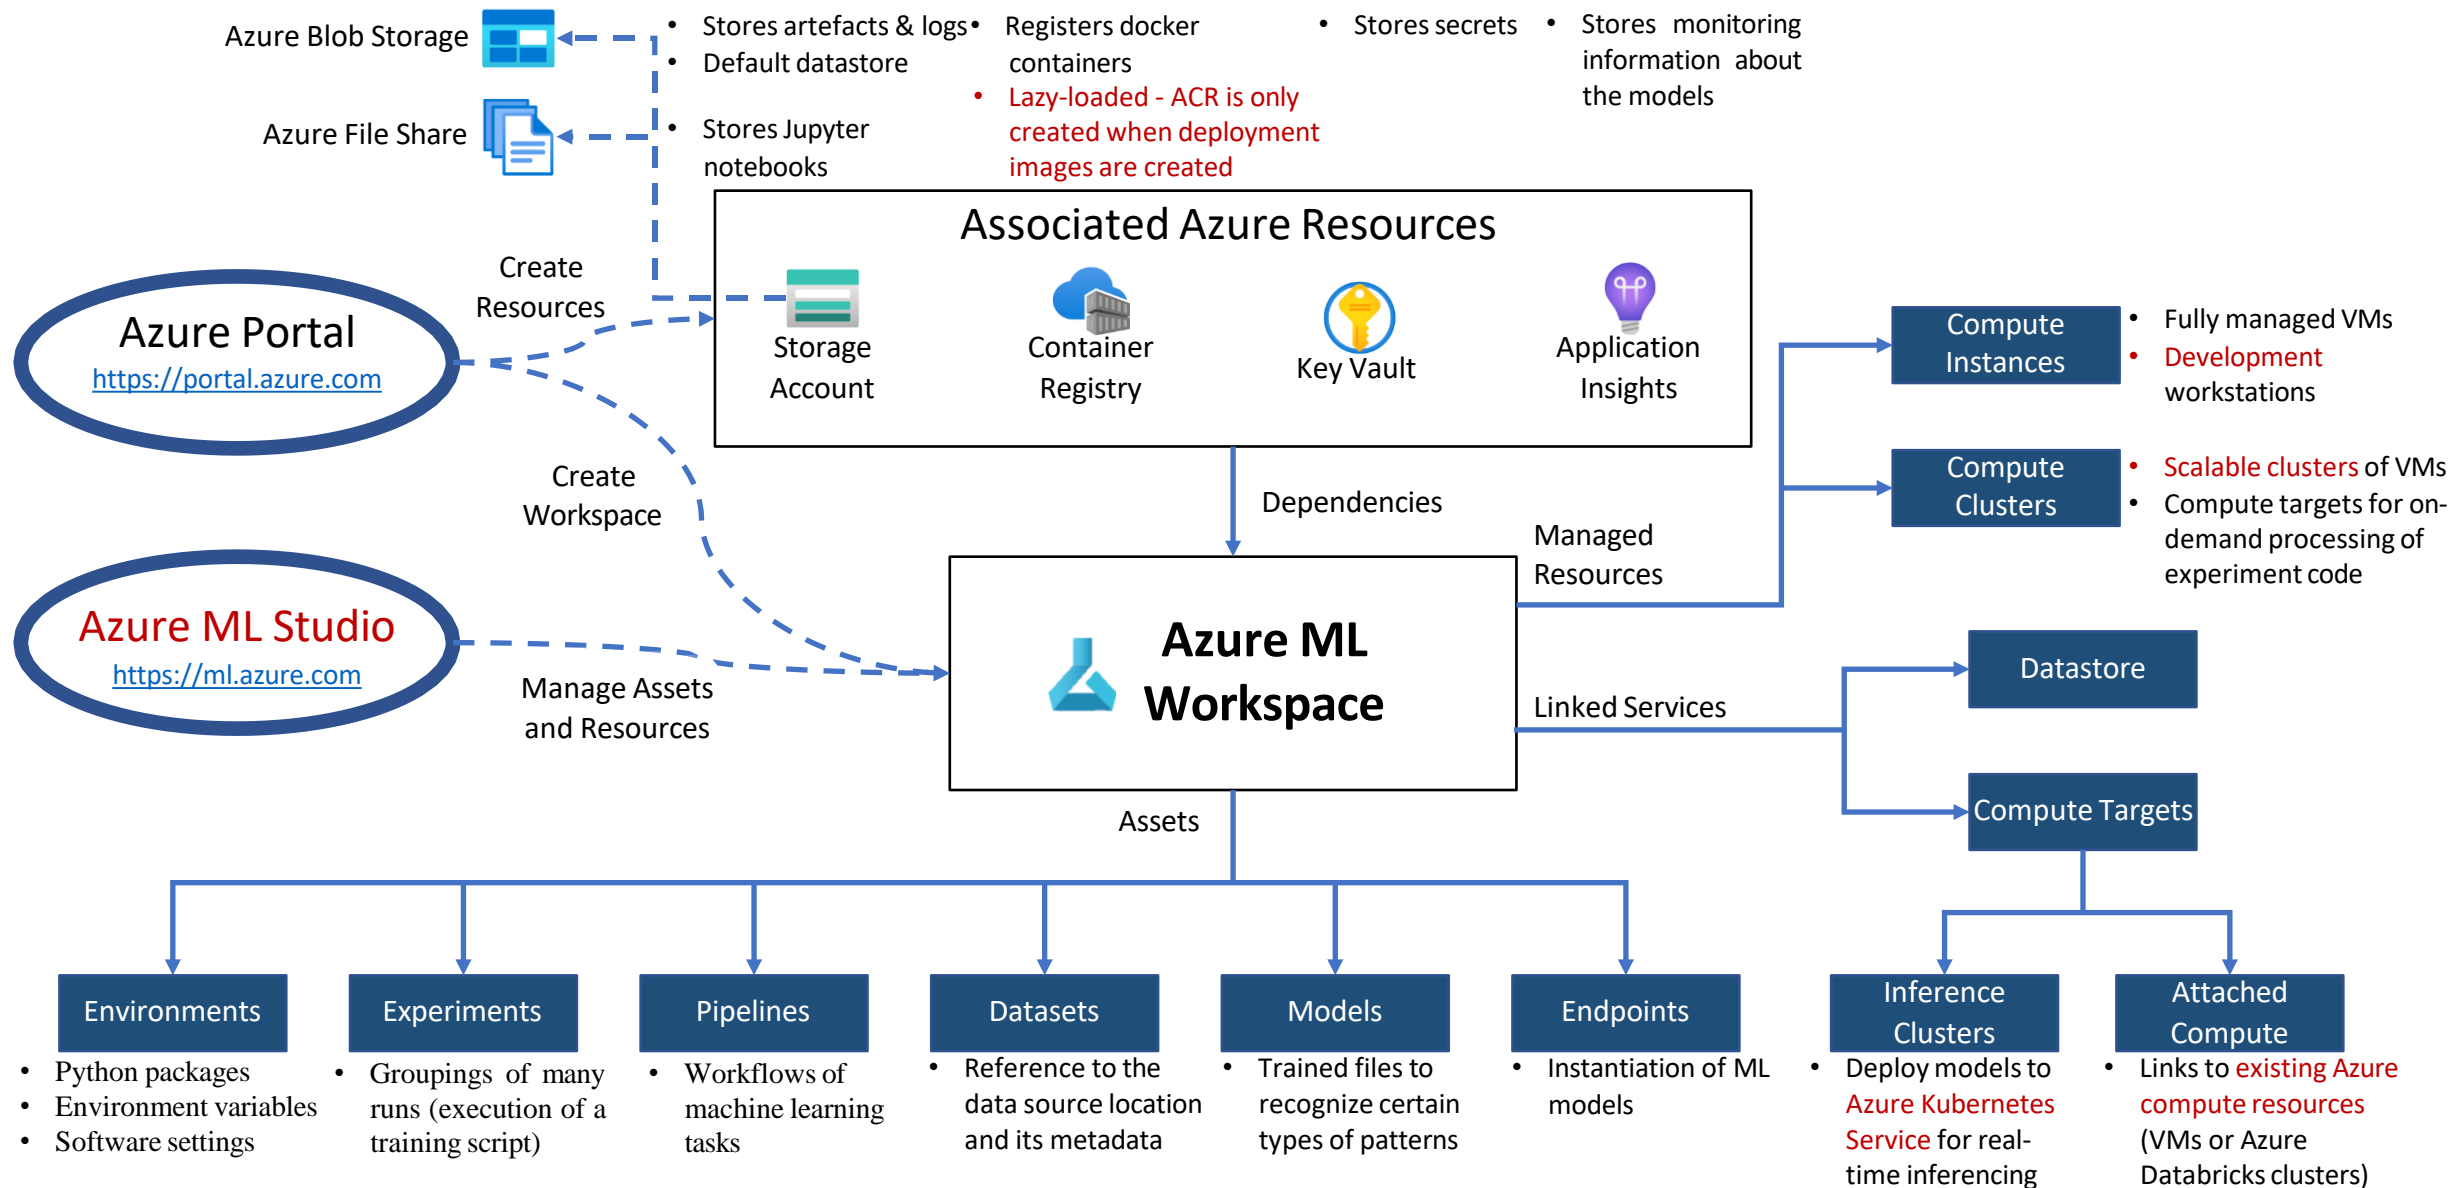 Azure Blob Storage
• Stores artefacts & logs
• Default datastore
Azure File Share
• Stores Jupyter
notebooks
• Registers docker
containers
• Lazy-loaded - ACR is only
created when deployment
images are created
• Stores secrets
• Stores monitoring
information about
the models
Associated Azure Resources
Storage
Account
Container
Registry
Key Vault
Application
Insights
Create
Resources
Azure Portal
https://portal.azure.com
Create
Workspace
Azure ML Studio
https://ml.azure.com
Manage Assets
and Resources
Dependencies
Azure ML
Workspace
Managed
Resources
Compute
Instances
• Fully managed VMs
• Development
workstations
Compute
Clusters
• Scalable clusters of VMs
• Compute targets for on-
demand processing of
experiment code
Linked Services
Datastore
Compute Targets
Assets
Environments
• Python packages
• Environment variables
• Software settings
Experiments
• Groupings of many
runs (execution of a
training script)
Pipelines
• Workflows of
machine learning
tasks
Datasets
• Reference to the
data source location
and its metadata
Models
• Trained files to
recognize certain
types of patterns
Endpoints
• Instantiation of ML
models
Inference
Clusters
• Deploy models to
Azure Kubernetes
Service for real-
time inferencing
Attached
Compute
• Links to existing Azure
compute resources
(VMs or Azure
Databricks clusters)